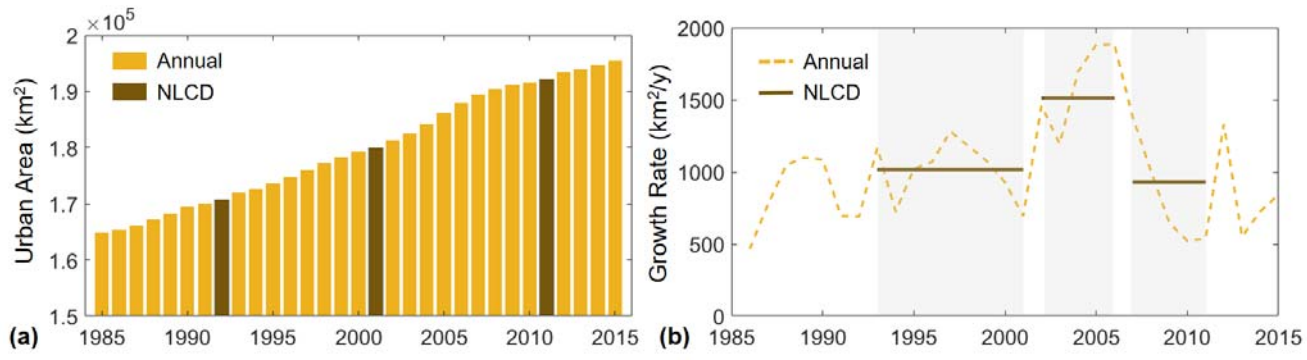 ×10⁵
2
1.9
1.8
1.7
1.6
1.5
Urban Area (km²)
Annual
NLCD
1985 1990 1995 2000 2005 2010 2015
(a)
2000
1500
1000
500
0
Growth Rate (km²/y)
Annual
NLCD
1985 1990 1995 2000 2005 2010 2015
(b)